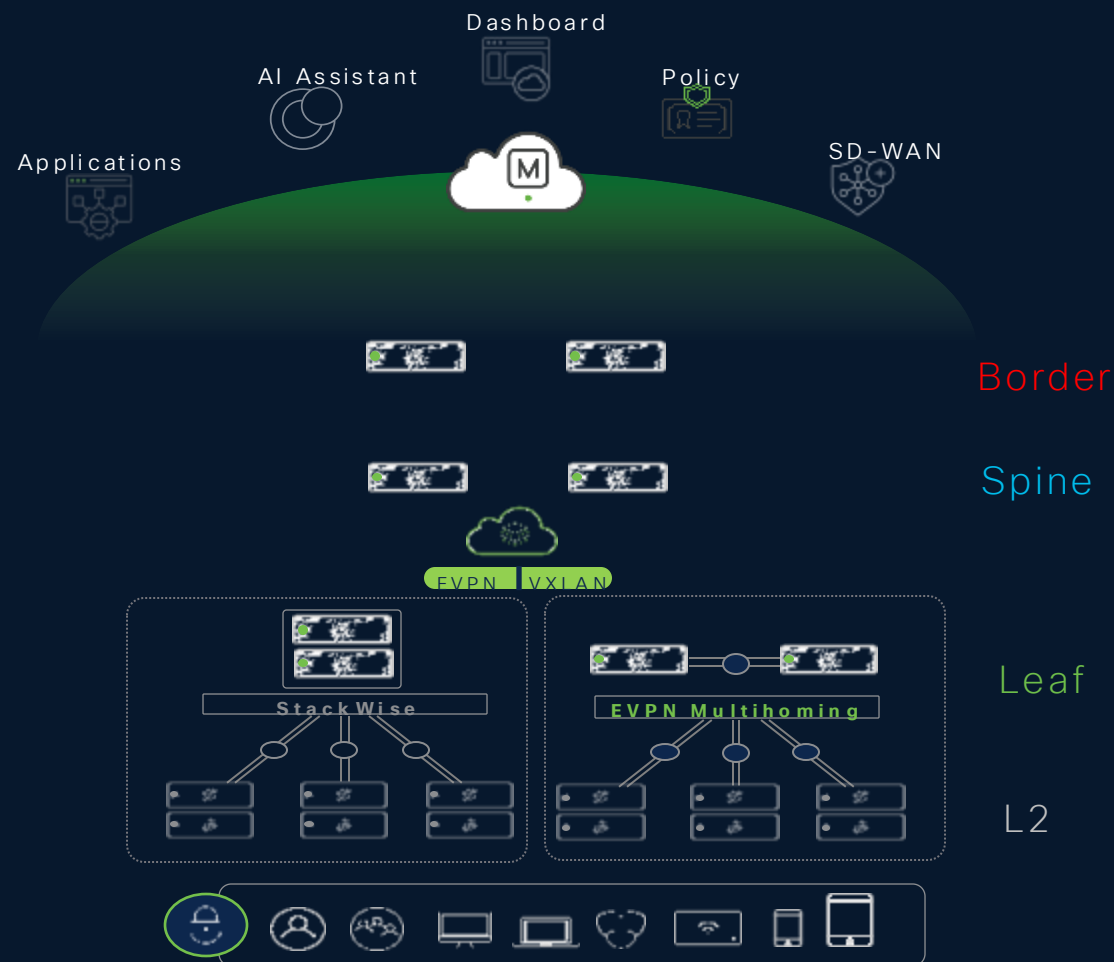 Dashboard
AI Assistant
Policy
Applications
SD-WAN
M
Border
Spine
EVPN VXLAN
Leaf
StackWise
EVPN Multihoming
L2